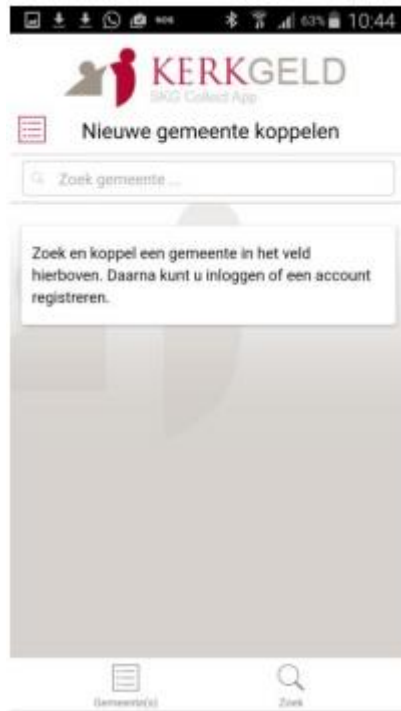 63% 10:44
KERKGELD
SKG Collect App
Nieuwe gemeente koppelen
Zoek gemeente ...
Zoek en koppel een gemeente in het veld
hierboven. Daarna kunt u inloggen of een account
registreren.
Gemeente(s) Zoek